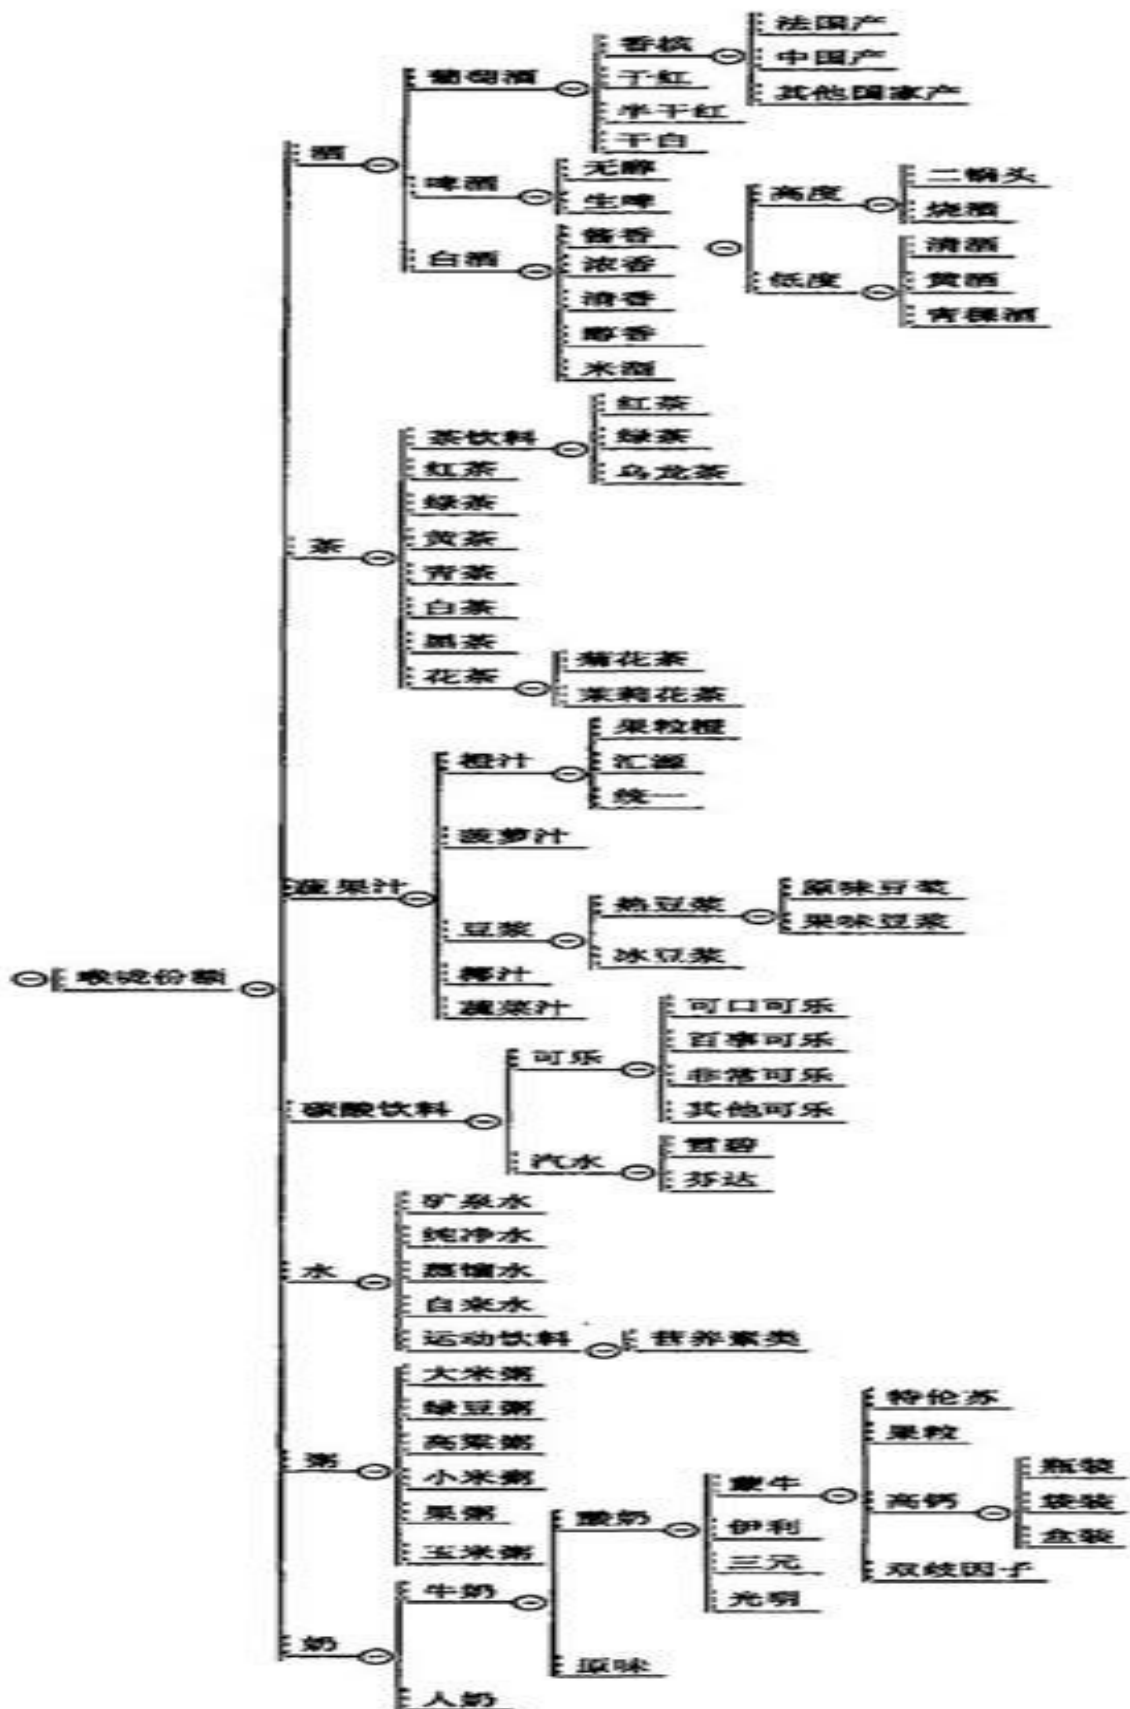 喉咙份额
酒
葡萄酒
香槟
法国产
中国产
其他国家产
干红
半干红
干白
啤酒
无醇
生啤
白酒
酱香
浓香
清香
醇香
米酒
高度
二锅头
烧酒
低度
清酒
黄酒
青稞酒
茶
茶饮料
红茶
绿茶
乌龙茶
红茶
绿茶
黄茶
青茶
白茶
黑茶
花茶
菊花茶
茉莉花茶
蔬果汁
橙汁
果粒橙
汇源
统一
菠萝汁
豆浆
热豆浆
原味豆浆
果味豆浆
冰豆浆
椰汁
蔬菜汁
碳酸饮料
可乐
可口可乐
百事可乐
非常可乐
其他可乐
汽水
雪碧
芬达
水
矿泉水
纯净水
蒸馏水
自来水
运动饮料
营养素类
粥
大米粥
绿豆粥
高粱粥
小米粥
果粥
玉米粥
奶
牛奶
酸奶
蒙牛
特伦苏
果粒
高钙
瓶装
袋装
盒装
双歧因子
伊利
三元
光明
原味
人奶